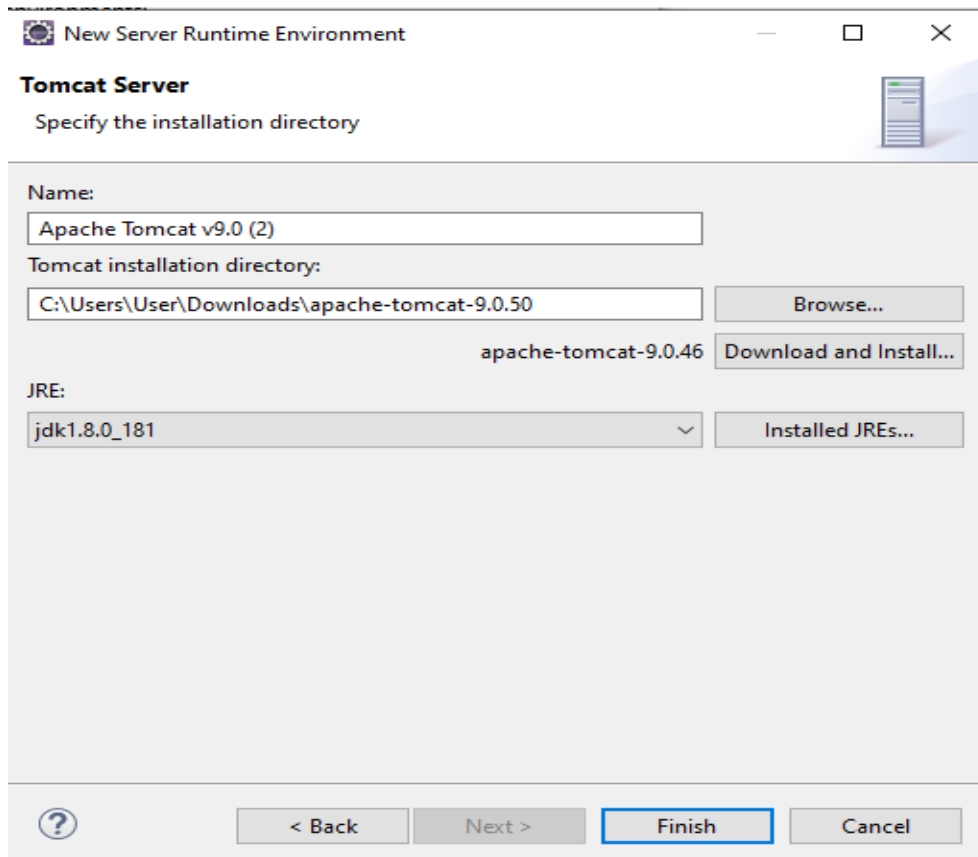 New Server Runtime Environment
Tomcat Server
Specify the installation directory
Name:
Apache Tomcat v9.0 (2)
Tomcat installation directory:
C:\Users\User\Downloads\apache-tomcat-9.0.50 Browse...
apache-tomcat-9.0.46 Download and Install...
JRE:
jdk1.8.0_181 Installed JREs...
? < Back Next > Finish Cancel